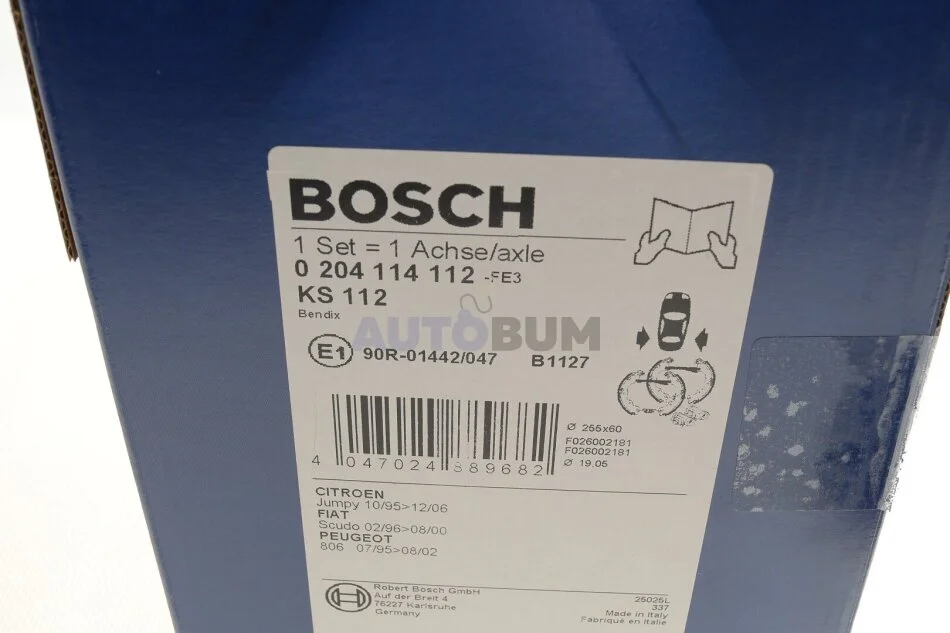 BOSCH
1 Set = 1 Achse/axle
0 204 114 112 -FE3
KS 112
Bendix
AUTOBUM
E1 90R-01442/047 B1127
Ø 255x60
F026002181
F026002181
Ø 19.05
4 047024 889682
CITROEN
Jumpy 10/95>12/06
FIAT
Scudo 02/96>08/00
PEUGEOT
806 07/95>08/02
Robert Bosch GmbH
Auf der Breit 4
76227 Karlsruhe
Germany
25025L
337
Made in Italy
Fabriqué en Italie